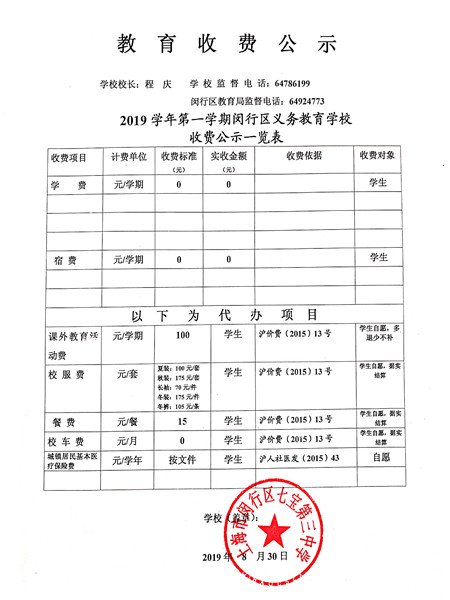 教育收费公示
学校校长：程 庆 学校监督电话：64786199
闵行区教育局监督电话：64924773
2019 学年第一学期闵行区义务教育学校
收费公示一览表
收费项目 计费单位 收费标准（元） 实收金额（元） 收费依据 收费对象
学 费 元/学期 0 0 学生
宿 费 元/学期 0 0 学生
以下为代办项目
课外教育活动费 元/学期 100 学生 沪价费（2015）13 号 学生自愿，多退少不补
校 服 费 元/套 夏装：100 元/套 学生 沪价费（2015）13 号 学生自愿，据实结算
秋装：175 元/套
长袖：70 元/件
冬装：175 元/件
冬裤：105 元/条
餐 费 元/餐 15 学生 沪价费（2015）13 号 学生自愿，据实结算
校 车 费 元/月 0 学生 沪价费（2015）13 号 学生自愿，据实结算
城镇居民基本医疗保险费 元/学年 按文件 学生 沪人社医发（2015）43 自愿
学校（盖章）：
上海市闵行区七宝第三中学
2019 年 8 月 30 日